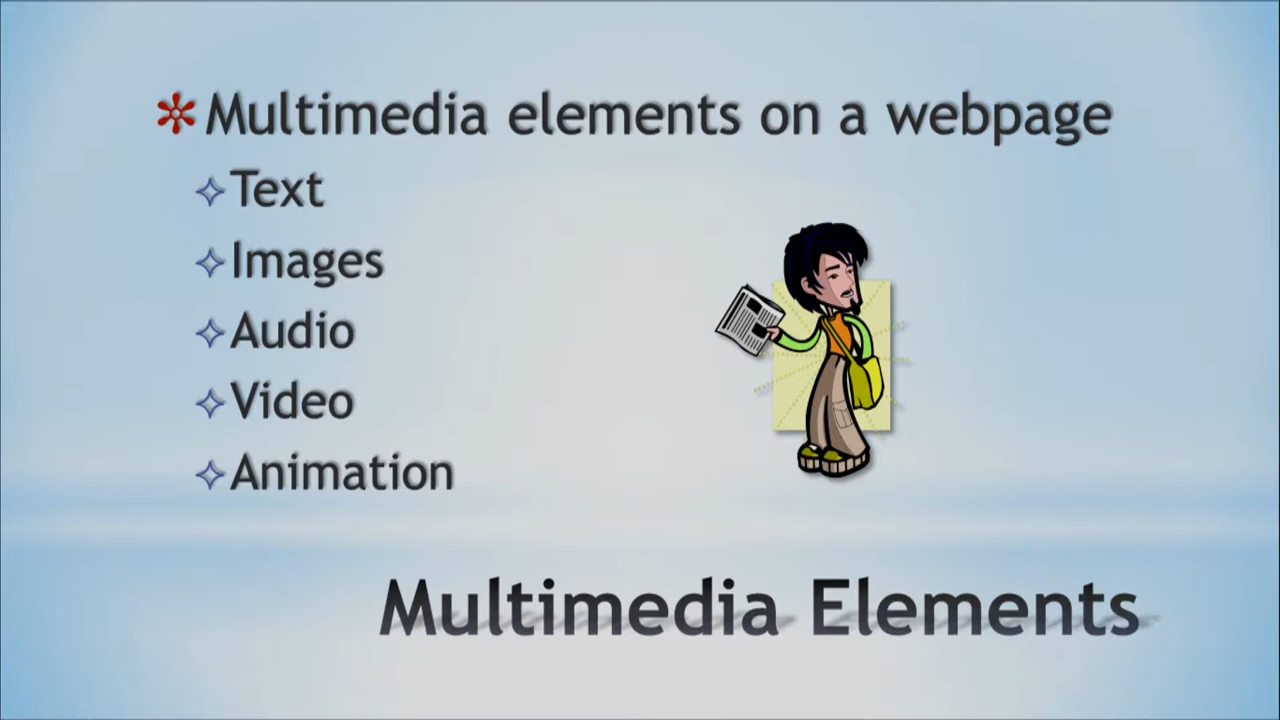 Multimedia elements on a webpage
Text
Images
Audio
Video
Animation
Multimedia Elements